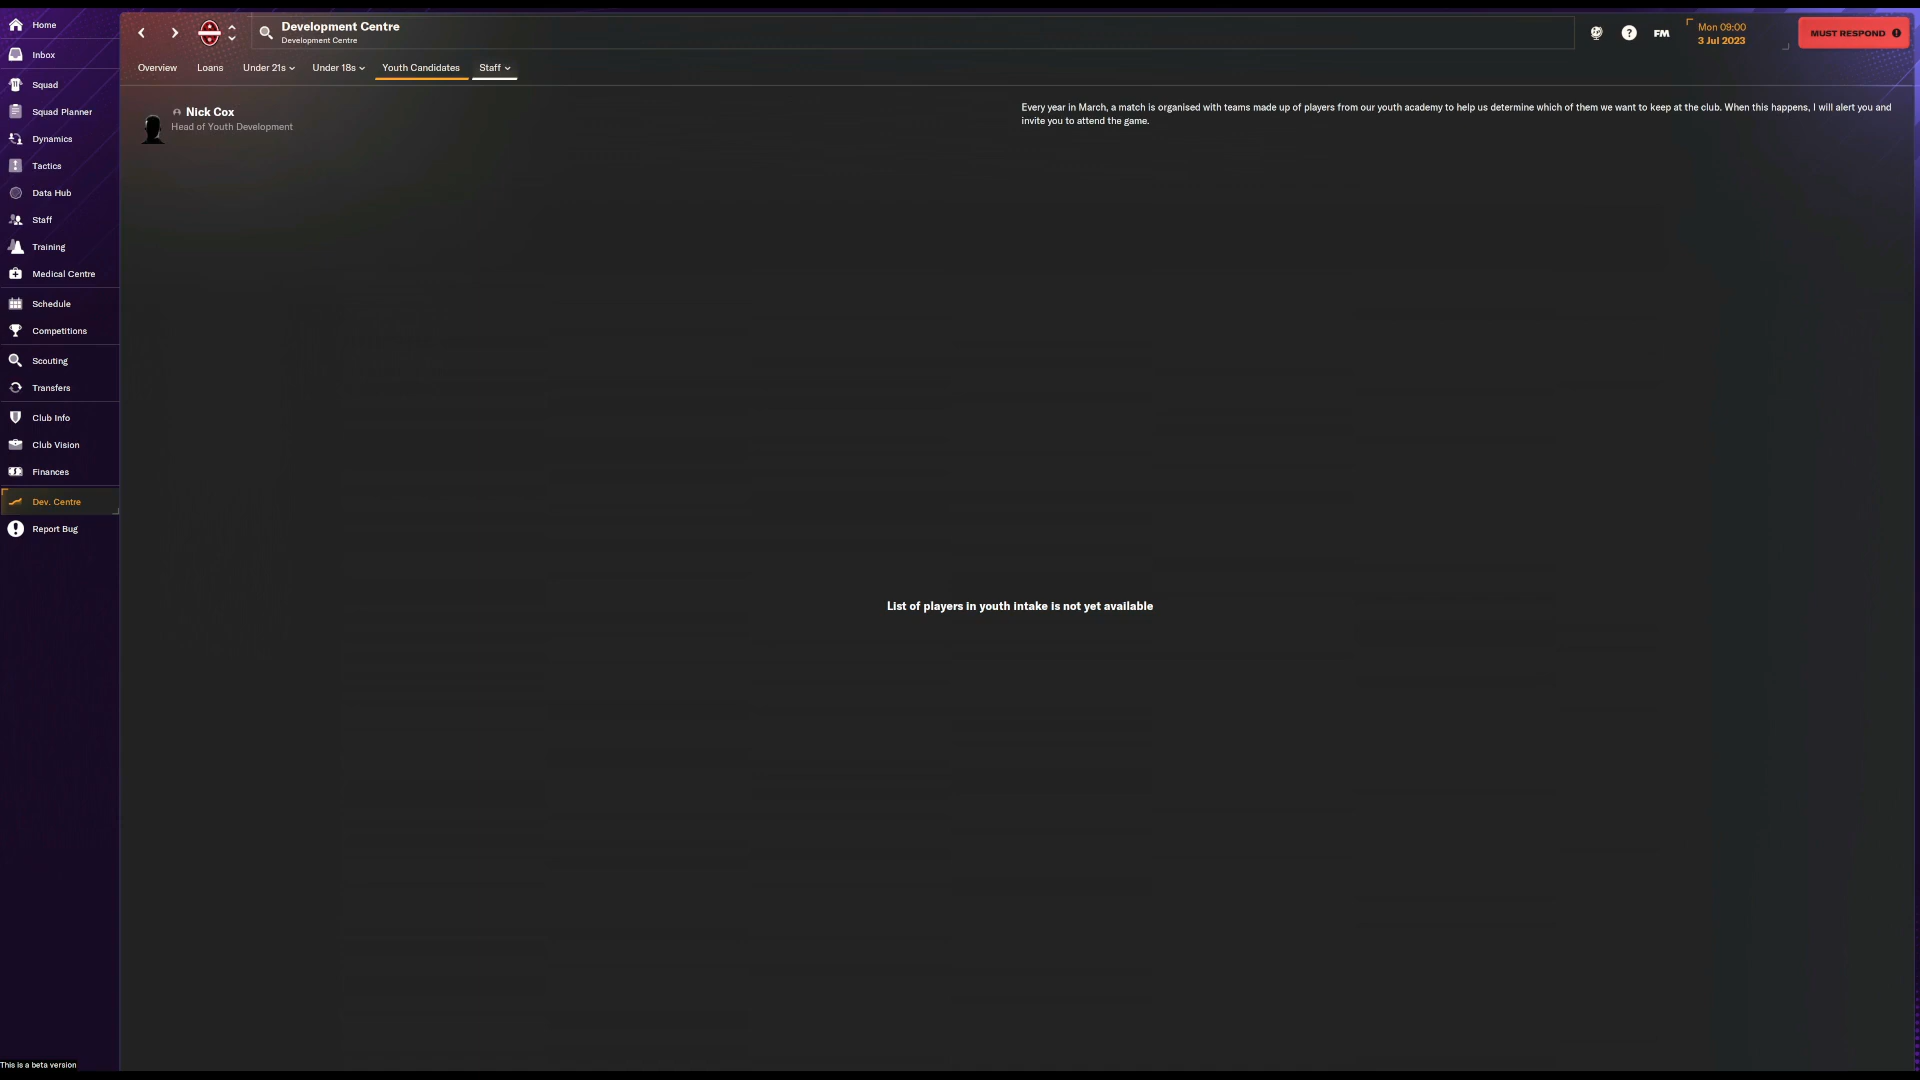 Home
Inbox
Squad
Squad Planner
Dynamics
Tactics
Data Hub
Staff
Training
Medical Centre
Schedule
Competitions
Scouting
Transfers
Club Info
Club Vision
Finances
Dev. Centre
Report Bug
This is a beta version
Development Centre
Development Centre
FM
Mon 09:00
3 Jul 2023
MUST RESPOND
Overview Loans Under 21s Under 18s Youth Candidates Staff
Nick Cox
Head of Youth Development
Every year in March, a match is organised with teams made up of players from our youth academy to help us determine which of them we want to keep at the club. When this happens, I will alert you and
invite you to attend the game.
List of players in youth intake is not yet available